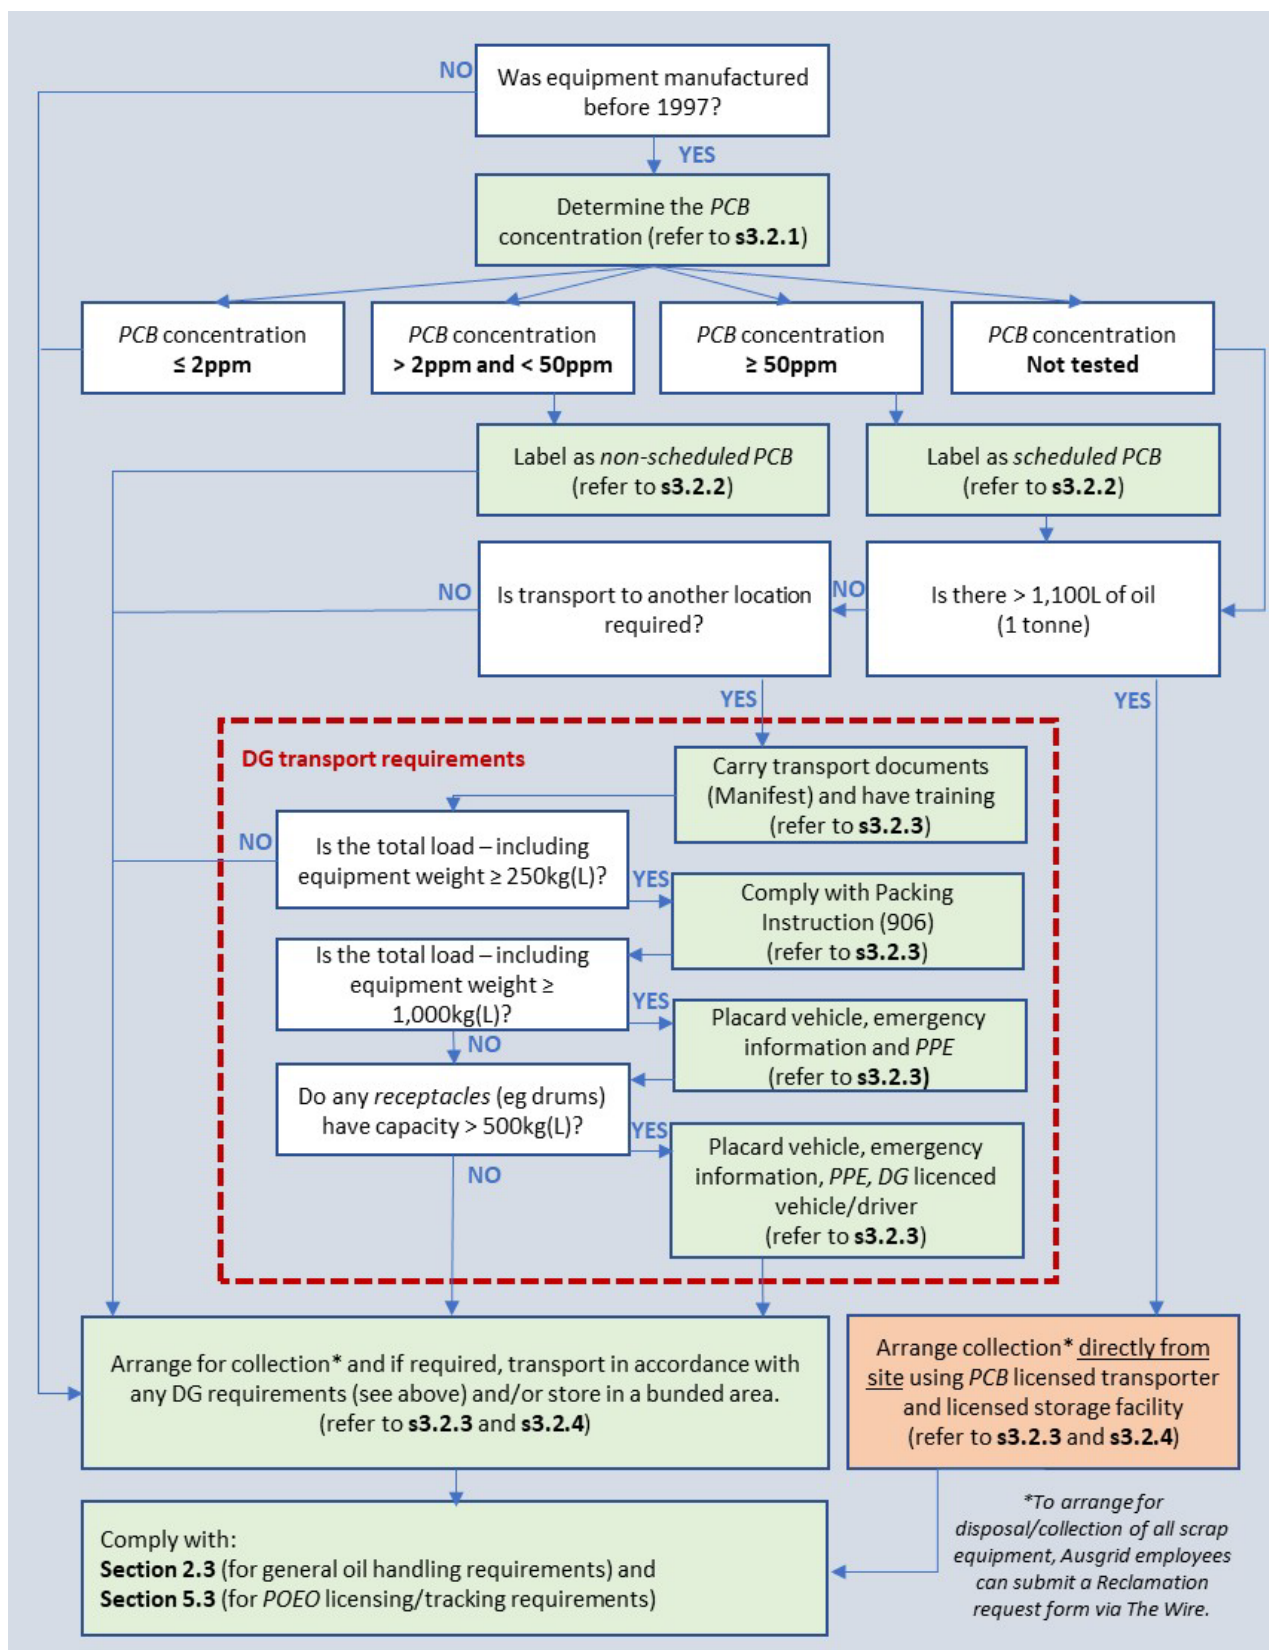 NO
Was equipment manufactured
before 1997?
YES
Determine the PCB
concentration (refer to s3.2.1)
PCB concentration
≤ 2ppm
PCB concentration
> 2ppm and < 50ppm
PCB concentration
≥ 50ppm
PCB concentration
Not tested
Label as non-scheduled PCB
(refer to s3.2.2)
Label as scheduled PCB
(refer to s3.2.2)
NO
Is transport to another location
required?
NO
Is there > 1,100L of oil
(1 tonne)
YES
YES
DG transport requirements
Carry transport documents
(Manifest) and have training
(refer to s3.2.3)
NO
Is the total load – including
equipment weight ≥ 250kg(L)?
YES
Comply with Packing
Instruction (906)
(refer to s3.2.3)
Is the total load – including
equipment weight ≥
1,000kg(L)?
YES
NO
Placard vehicle, emergency
information and PPE
(refer to s3.2.3)
Do any receptacles (eg drums)
have capacity > 500kg(L)?
YES
NO
Placard vehicle, emergency
information, PPE, DG licenced
vehicle/driver
(refer to s3.2.3)
Arrange for collection* and if required, transport in accordance with
any DG requirements (see above) and/or store in a bunded area.
(refer to s3.2.3 and s3.2.4)
Arrange collection* directly from
site using PCB licensed transporter
and licensed storage facility
(refer to s3.2.3 and s3.2.4)
Comply with:
Section 2.3 (for general oil handling requirements) and
Section 5.3 (for POEO licensing/tracking requirements)
*To arrange for
disposal/collection of all scrap
equipment, Ausgrid employees
can submit a Reclamation
request form via The Wire.